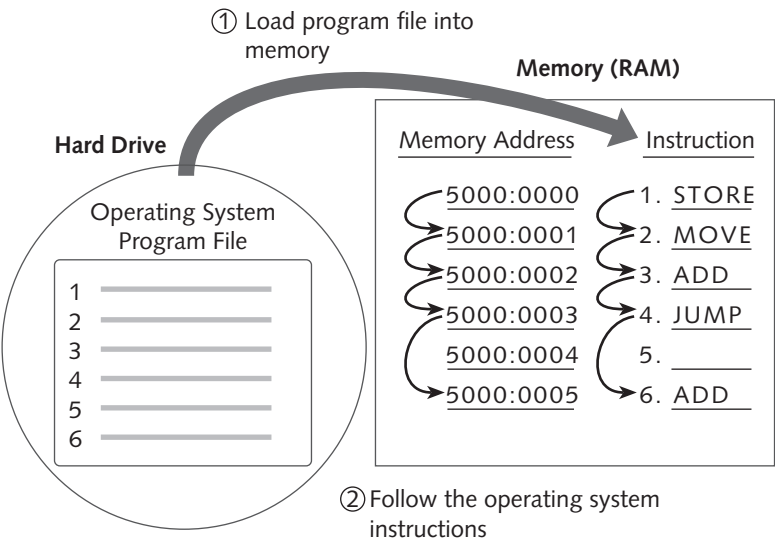 ① Load program file into
memory
Memory (RAM)
Hard Drive
Memory Address Instruction
Operating System
Program File
5000:0000 1. STORE
5000:0001 2. MOVE
5000:0002 3. ADD
5000:0003 4. JUMP
5000:0004 5.
5000:0005 6. ADD
1
2
3
4
5
6
② Follow the operating system
instructions